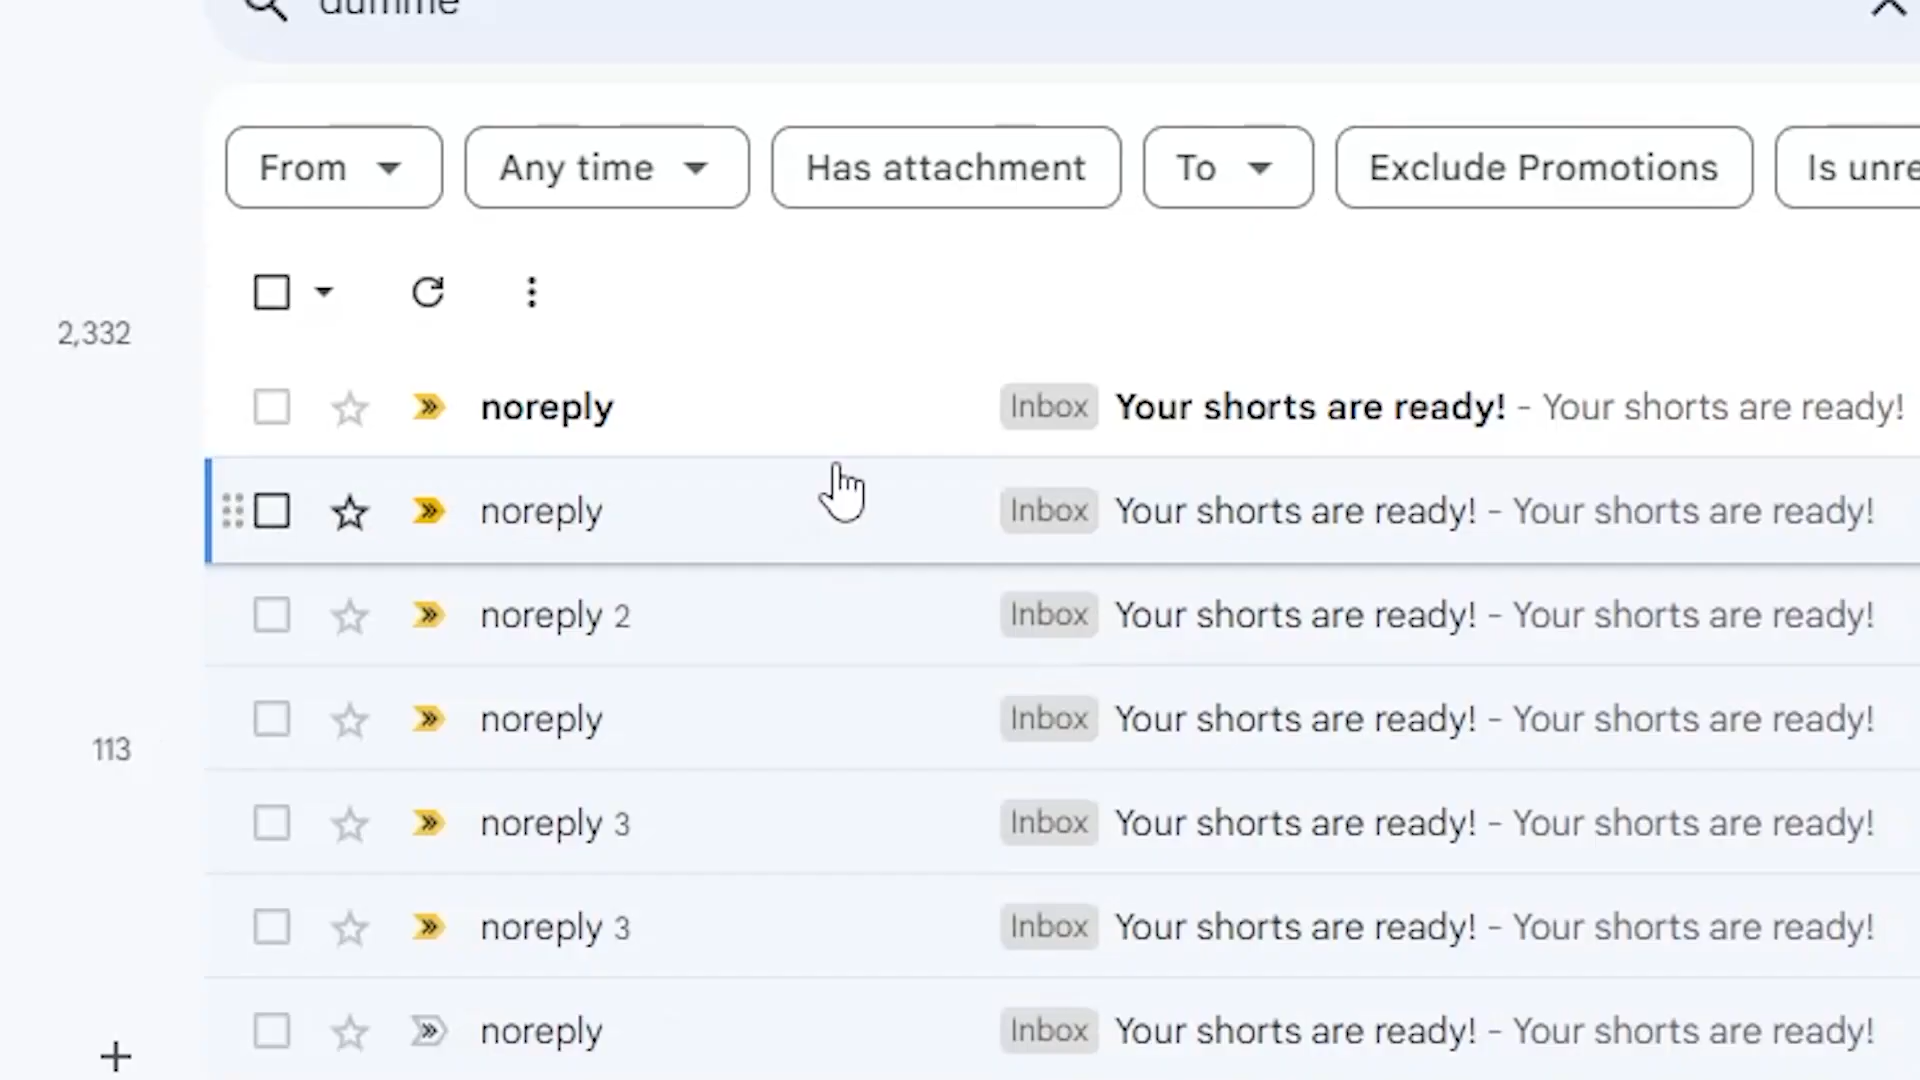 dumme
From
Any time
Has attachment
To
Exclude Promotions
Is unre
2,332
noreply Inbox Your shorts are ready! - Your shorts are ready!
noreply Inbox Your shorts are ready! - Your shorts are ready!
noreply 2 Inbox Your shorts are ready! - Your shorts are ready!
noreply Inbox Your shorts are ready! - Your shorts are ready!
113
noreply 3 Inbox Your shorts are ready! - Your shorts are ready!
noreply 3 Inbox Your shorts are ready! - Your shorts are ready!
noreply Inbox Your shorts are ready! - Your shorts are ready!